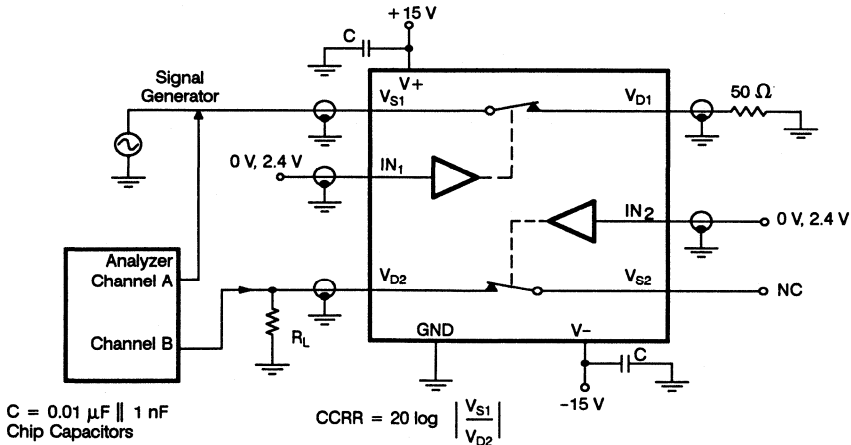 +15 V
C
Signal
Generator
V+
VS1
VD1
50 Ω
0 V, 2.4 V
IN1
IN2
0 V, 2.4 V
Analyzer
Channel A
VD2
VS2
NC
Channel B
RL
GND
V−
C
−15 V
C = 0.01 μF ‖ 1 nF
Chip Capacitors
CCRR = 20 log | VS1 / VD2 |